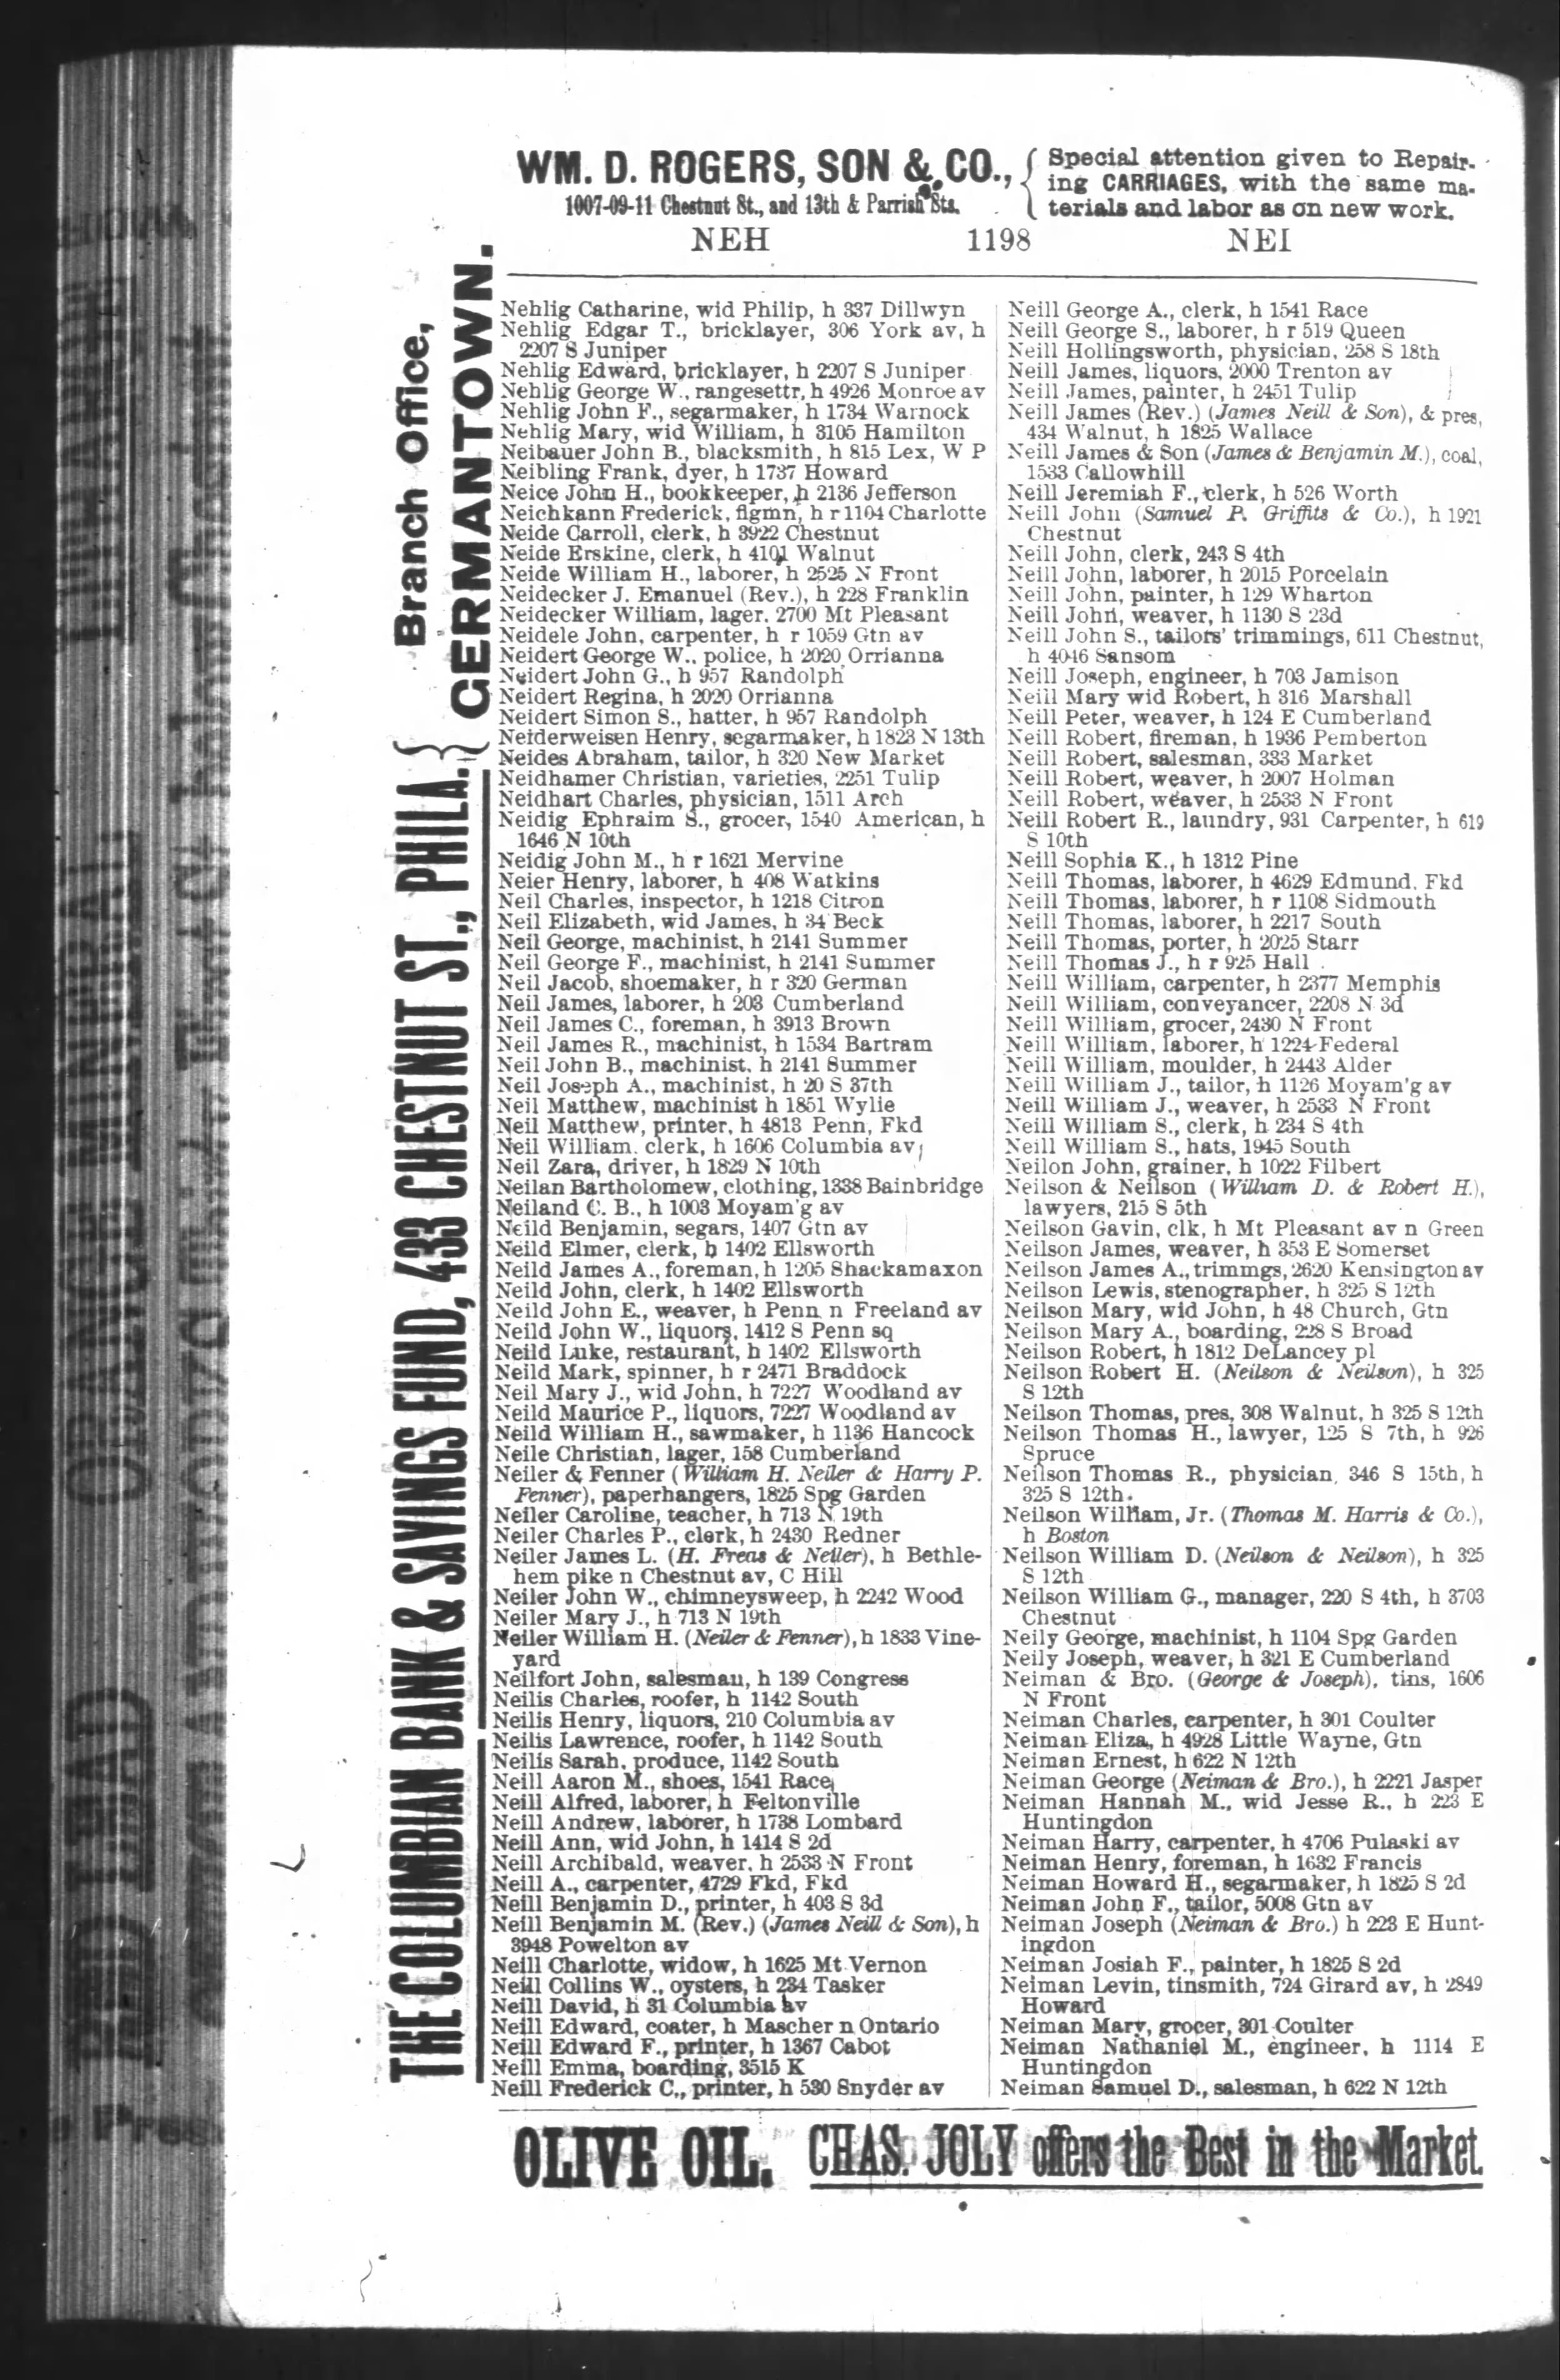 WM. D. ROGERS, SON & CO.,
1007-09-11 Chestnut St., and 13th & Parrish Sts.
Special attention given to Repair-
ing CARRIAGES, with the same ma-
terials and labor as on new work.
NEH 1198 NEI
Branch Office,
GERMANTOWN.
THE COLUMBIAN BANK & SAVINGS FUND, 433 CHESTNUT ST., PHILA.
Nehlig Catharine, wid Philip, h 337 Dillwyn
Nehlig Edgar T., bricklayer, 306 York av, h
2207 S Juniper
Nehlig Edward, bricklayer, h 2207 S Juniper
Nehlig George W., rangesettr, h 4926 Monroe av
Nehlig John F., segarmaker, h 1734 Warnock
Nehlig Mary, wid William, h 3105 Hamilton
Neibauer John B., blacksmith, h 815 Lex, W P
Neibling Frank, dyer, h 1737 Howard
Neice John H., bookkeeper, h 2136 Jefferson
Neichkann Frederick, flgmn, h r 1104 Charlotte
Neide Carroll, clerk, h 3922 Chestnut
Neide Erskine, clerk, h 4101 Walnut
Neide William H., laborer, h 2525 N Front
Neidecker J. Emanuel (Rev.), h 228 Franklin
Neidecker William, lager, 2700 Mt Pleasant
Neidele John, carpenter, h r 1059 Gtn av
Neidert George W., police, h 2020 Orrianna
Neidert John G., h 957 Randolph
Neidert Regina, h 2020 Orrianna
Neidert Simon S., hatter, h 957 Randolph
Neiderweisen Henry, segarmaker, h 1823 N 13th
Neides Abraham, tailor, h 320 New Market
Neidhamer Christian, varieties, 2251 Tulip
Neidhart Charles, physician, 1511 Arch
Neidig Ephraim S., grocer, 1540 American, h
1646 N 10th
Neidig John M., h r 1621 Mervine
Neier Henry, laborer, h 408 Watkins
Neil Charles, inspector, h 1218 Citron
Neil Elizabeth, wid James, h 34 Beck
Neil George, machinist, h 2141 Summer
Neil George F., machinist, h 2141 Summer
Neil Jacob, shoemaker, h r 320 German
Neil James, laborer, h 203 Cumberland
Neil James C., foreman, h 3913 Brown
Neil James R., machinist, h 1534 Bartram
Neil John B., machinist, h 2141 Summer
Neil Joseph A., machinist, h 20 S 37th
Neil Matthew, machinist h 1851 Wylie
Neil Matthew, printer, h 4813 Penn, Fkd
Neil William, clerk, h 1606 Columbia av
Neil Zara, driver, h 1829 N 10th
Neilan Bartholomew, clothing, 1338 Bainbridge
Neiland C. B., h 1003 Moyam'g av
Neild Benjamin, segars, 1407 Gtn av
Neild Elmer, clerk, h 1402 Ellsworth
Neild James A., foreman, h 1205 Shackamaxon
Neild John, clerk, h 1402 Ellsworth
Neild John E., weaver, h Penn n Freeland av
Neild John W., liquors, 1412 S Penn sq
Neild Luke, restaurant, h 1402 Ellsworth
Neild Mark, spinner, h r 2471 Braddock
Neil Mary J., wid John, h 7227 Woodland av
Neild Maurice P., liquors, 7227 Woodland av
Neild William H., sawmaker, h 1136 Hancock
Neile Christian, lager, 158 Cumberland
Neiler & Fenner (William H. Neiler & Harry P.
Fenner), paperhangers, 1825 Spg Garden
Neiler Caroline, teacher, h 713 N 19th
Neiler Charles P., clerk, h 2430 Redner
Neiler James L. (H. Freas & Neiler), h Bethle-
hem pike n Chestnut av, C Hill
Neiler John W., chimneysweep, h 2242 Wood
Neiler Mary J., h 713 N 19th
Neiler William H. (Neiler & Fenner), h 1833 Vine-
yard
Neilfort John, salesman, h 139 Congress
Neilis Charles, roofer, h 1142 South
Neilis Henry, liquors, 210 Columbia av
Neilis Lawrence, roofer, h 1142 South
Neilis Sarah, produce, 1142 South
Neill Aaron M., shoes, 1541 Race
Neill Alfred, laborer, h Feltonville
Neill Andrew, laborer, h 1738 Lombard
Neill Ann, wid John, h 1414 S 2d
Neill Archibald, weaver, h 2533 N Front
Neill A., carpenter, 4729 Fkd, Fkd
Neill Benjamin D., printer, h 403 S 3d
Neill Benjamin M. (Rev.) (James Neill & Son), h
3948 Powelton av
Neill Charlotte, widow, h 1625 Mt Vernon
Neill Collins W., oysters, h 234 Tasker
Neill David, h 31 Columbia av
Neill Edward, coater, h Mascher n Ontario
Neill Edward F., printer, h 1367 Cabot
Neill Emma, boarding, 3515 K
Neill Frederick C., printer, h 530 Snyder av
Neill George A., clerk, h 1541 Race
Neill George S., laborer, h r 519 Queen
Neill Hollingsworth, physician, 258 S 18th
Neill James, liquors, 2000 Trenton av
Neill James, painter, h 2451 Tulip
Neill James (Rev.) (James Neill & Son), & pres,
434 Walnut, h 1825 Wallace
Neill James & Son (James & Benjamin M.), coal,
1533 Callowhill
Neill Jeremiah F., clerk, h 526 Worth
Neill John (Samuel P. Griffits & Co.), h 1921
Chestnut
Neill John, clerk, 243 S 4th
Neill John, laborer, h 2015 Porcelain
Neill John, painter, h 129 Wharton
Neill John, weaver, h 1130 S 23d
Neill John S., tailors' trimmings, 611 Chestnut,
h 4046 Sansom
Neill Joseph, engineer, h 703 Jamison
Neill Mary wid Robert, h 316 Marshall
Neill Peter, weaver, h 124 E Cumberland
Neill Robert, fireman, h 1936 Pemberton
Neill Robert, salesman, 333 Market
Neill Robert, weaver, h 2007 Holman
Neill Robert, weaver, h 2533 N Front
Neill Robert R., laundry, 931 Carpenter, h 619
S 10th
Neill Sophia K., h 1312 Pine
Neill Thomas, laborer, h 4629 Edmund, Fkd
Neill Thomas, laborer, h r 1108 Sidmouth
Neill Thomas, laborer, h 2217 South
Neill Thomas, porter, h 2025 Starr
Neill Thomas J., h r 925 Hall
Neill William, carpenter, h 2377 Memphis
Neill William, conveyancer, 2208 N 3d
Neill William, grocer, 2430 N Front
Neill William, laborer, h 1224 Federal
Neill William, moulder, h 2443 Alder
Neill William J., tailor, h 1126 Moyam'g av
Neill William J., weaver, h 2533 N Front
Neill William S., clerk, h 234 S 4th
Neill William S., hats, 1945 South
Neilon John, grainer, h 1022 Filbert
Neilson & Neilson (William D. & Robert H.),
lawyers, 215 S 5th
Neilson Gavin, clk, h Mt Pleasant av n Green
Neilson James, weaver, h 353 E Somerset
Neilson James A., trimmgs, 2620 Kensington av
Neilson Lewis, stenographer, h 325 S 12th
Neilson Mary, wid John, h 48 Church, Gtn
Neilson Mary A., boarding, 228 S Broad
Neilson Robert, h 1812 DeLancey pl
Neilson Robert H. (Neilson & Neilson), h 325
S 12th
Neilson Thomas, pres, 308 Walnut, h 325 S 12th
Neilson Thomas H., lawyer, 125 S 7th, h 926
Spruce
Neilson Thomas R., physician, 346 S 15th, h
325 S 12th
Neilson William, Jr. (Thomas M. Harris & Co.),
h Boston
Neilson William D. (Neilson & Neilson), h 325
S 12th
Neilson William G., manager, 220 S 4th, h 3703
Chestnut
Neily George, machinist, h 1104 Spg Garden
Neily Joseph, weaver, h 321 E Cumberland
Neiman & Bro. (George & Joseph), tins, 1606
N Front
Neiman Charles, carpenter, h 301 Coulter
Neiman Eliza, h 4928 Little Wayne, Gtn
Neiman Ernest, h 622 N 12th
Neiman George (Neiman & Bro.), h 2221 Jasper
Neiman Hannah M., wid Jesse R., h 223 E
Huntingdon
Neiman Harry, carpenter, h 4706 Pulaski av
Neiman Henry, foreman, h 1632 Francis
Neiman Howard H., segarmaker, h 1825 S 2d
Neiman John F., tailor, 5008 Gtn av
Neiman Joseph (Neiman & Bro.) h 223 E Hunt-
ingdon
Neiman Josiah F., painter, h 1825 S 2d
Neiman Levin, tinsmith, 724 Girard av, h 2849
Howard
Neiman Mary, grocer, 301 Coulter
Neiman Nathaniel M., engineer, h 1114 E
Huntingdon
Neiman Samuel D., salesman, h 622 N 12th
OLIVE OIL. CHAS. JOLY offers the Best in the Market.